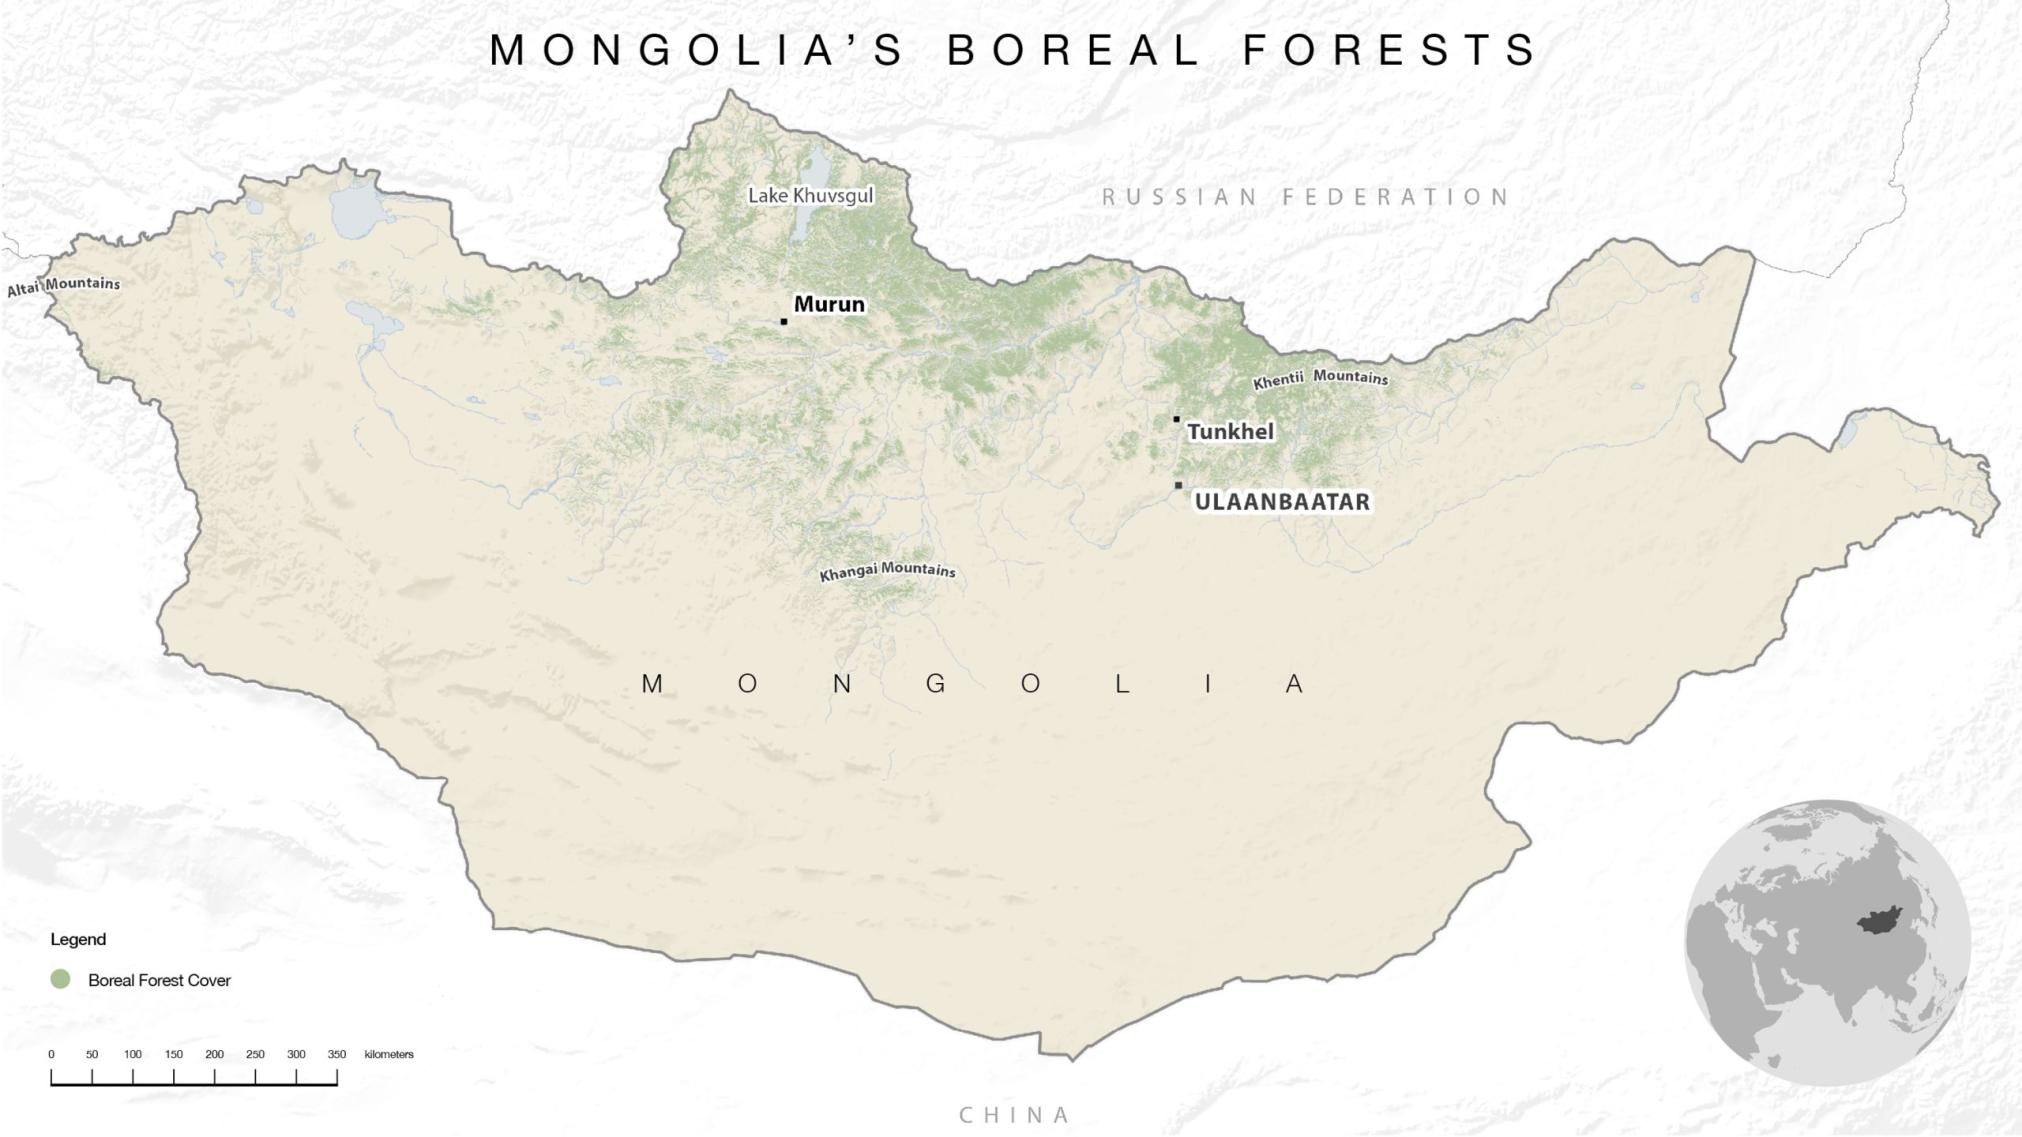 MONGOLIA'S BOREAL FORESTS
RUSSIAN FEDERATION
Lake Khuvsgul
Altai Mountains
Murun
Khentii Mountains
Tunkhel
ULAANBAATAR
Khangai Mountains
MONGOLIA
Legend
Boreal Forest Cover
0 50 100 150 200 250 300 350 kilometers
CHINA